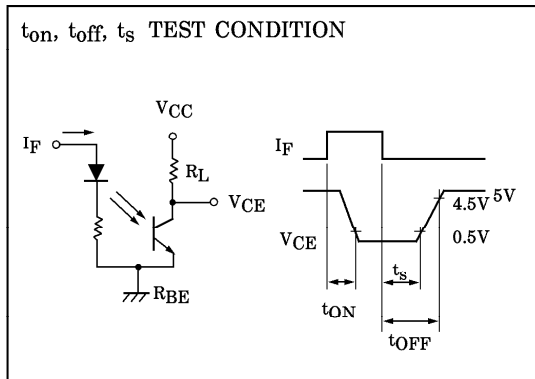 ton, toff, ts TEST CONDITION
VCC
IF
RL
VCE
RBE
IF
5V
4.5V
VCE
0.5V
ts
tON
tOFF